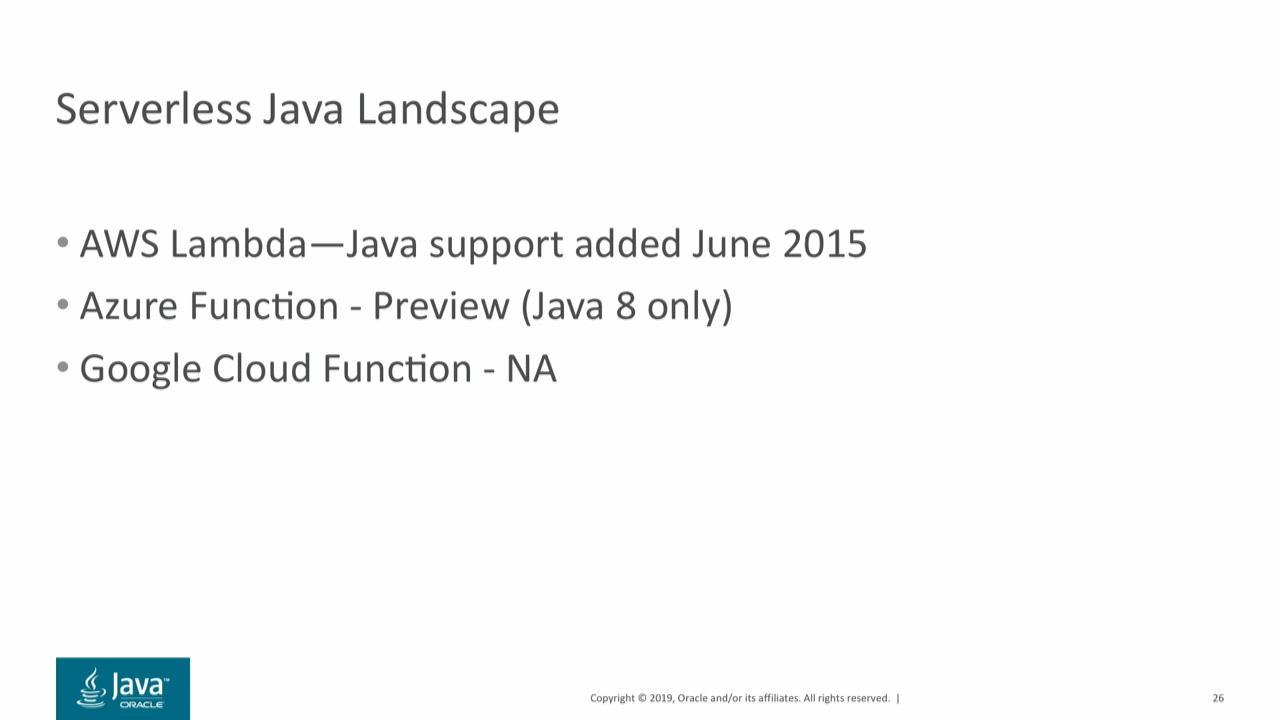 Serverless Java Landscape
• AWS Lambda—Java support added June 2015
• Azure Function - Preview (Java 8 only)
• Google Cloud Function - NA
Java™
ORACLE
Copyright © 2019, Oracle and/or its affiliates. All rights reserved. |
26